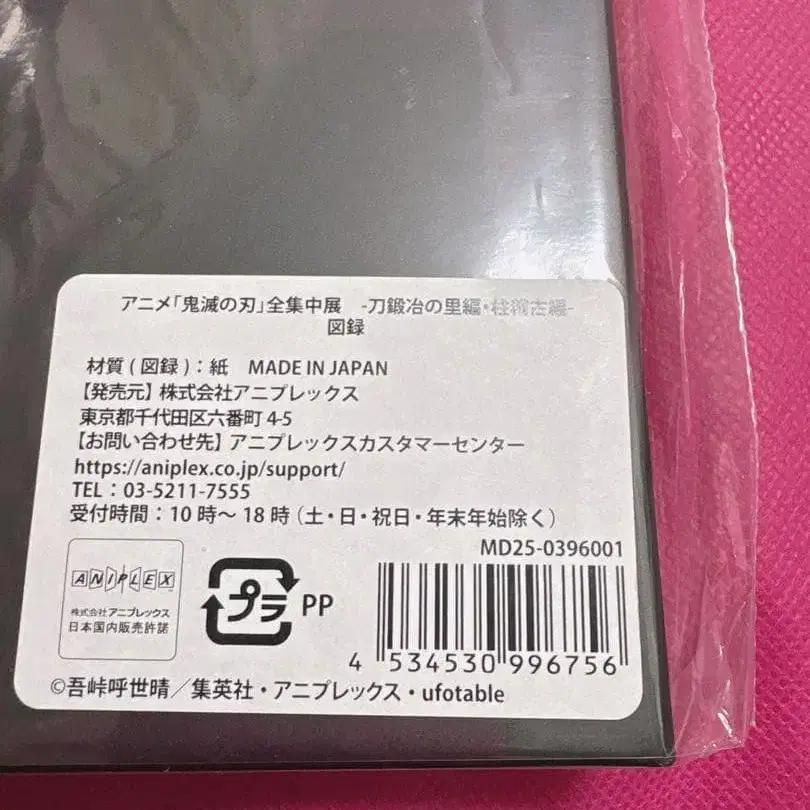 アニメ「鬼滅の刃」全集中展　-刀鍛冶の里編・柱稽古編-
図録
材質(図録)：紙　MADE IN JAPAN
【発売元】株式会社アニプレックス
東京都千代田区六番町 4-5
【お問い合わせ先】アニプレックスカスタマーセンター
https://aniplex.co.jp/support/
TEL：03-5211-7555
受付時間：10時〜18時（土・日・祝日・年末年始除く）
MD25-0396001
ANIPLEX
株式会社アニプレックス
日本国内販売許諾
プラ PP
4 534530 996756
©吾峠呼世晴／集英社・アニプレックス・ufotable